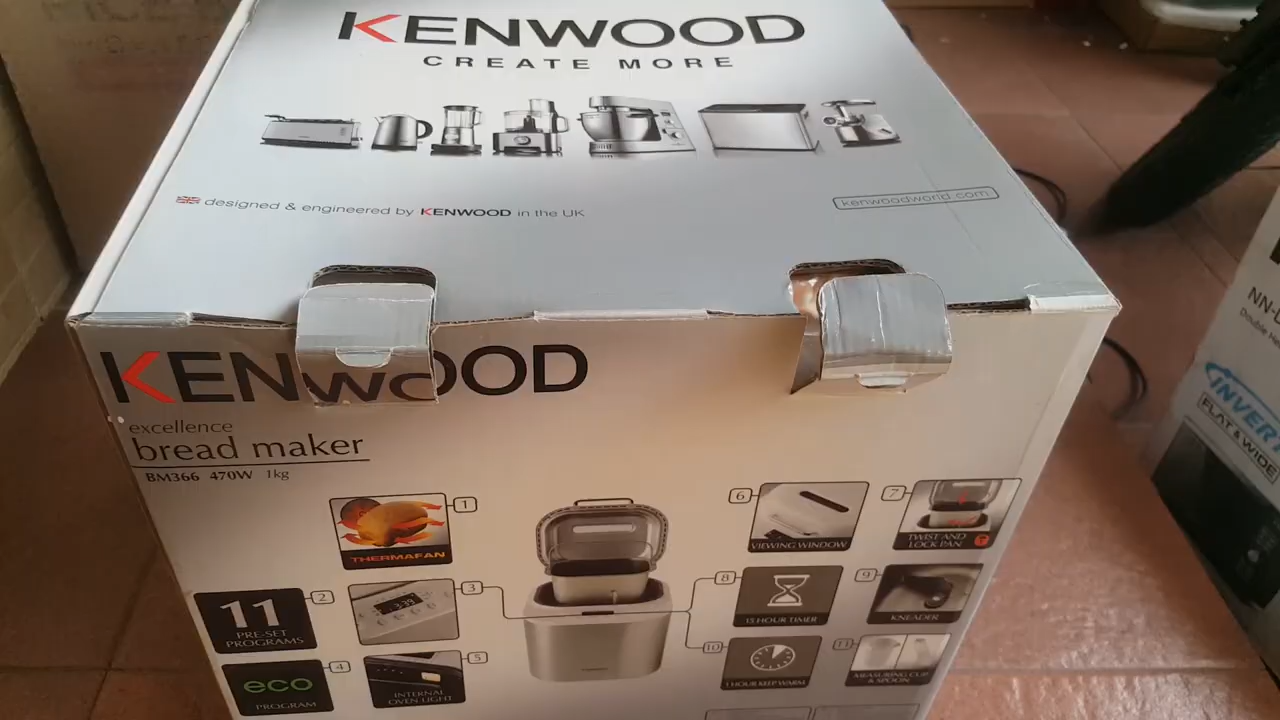 KENWOOD
CREATE MORE
designed & engineered by KENWOOD in the UK
kenwoodworld.com
KENWOOD
excellence
bread maker
BM366 470W 1kg
1
THERMAFAN
2
11
PRE-SET
PROGRAMS
3
4
eco
PROGRAM
5
INTERNAL
OVEN LIGHT
6
VIEWING WINDOW
7
TWIST AND
LOCK PAN
8
15 HOUR TIMER
9
KNEADER
10
1 HOUR KEEP WARM
11
MEASURING CUP
& SPOON
NN-
Double
INVERT
FLAT & WIDE